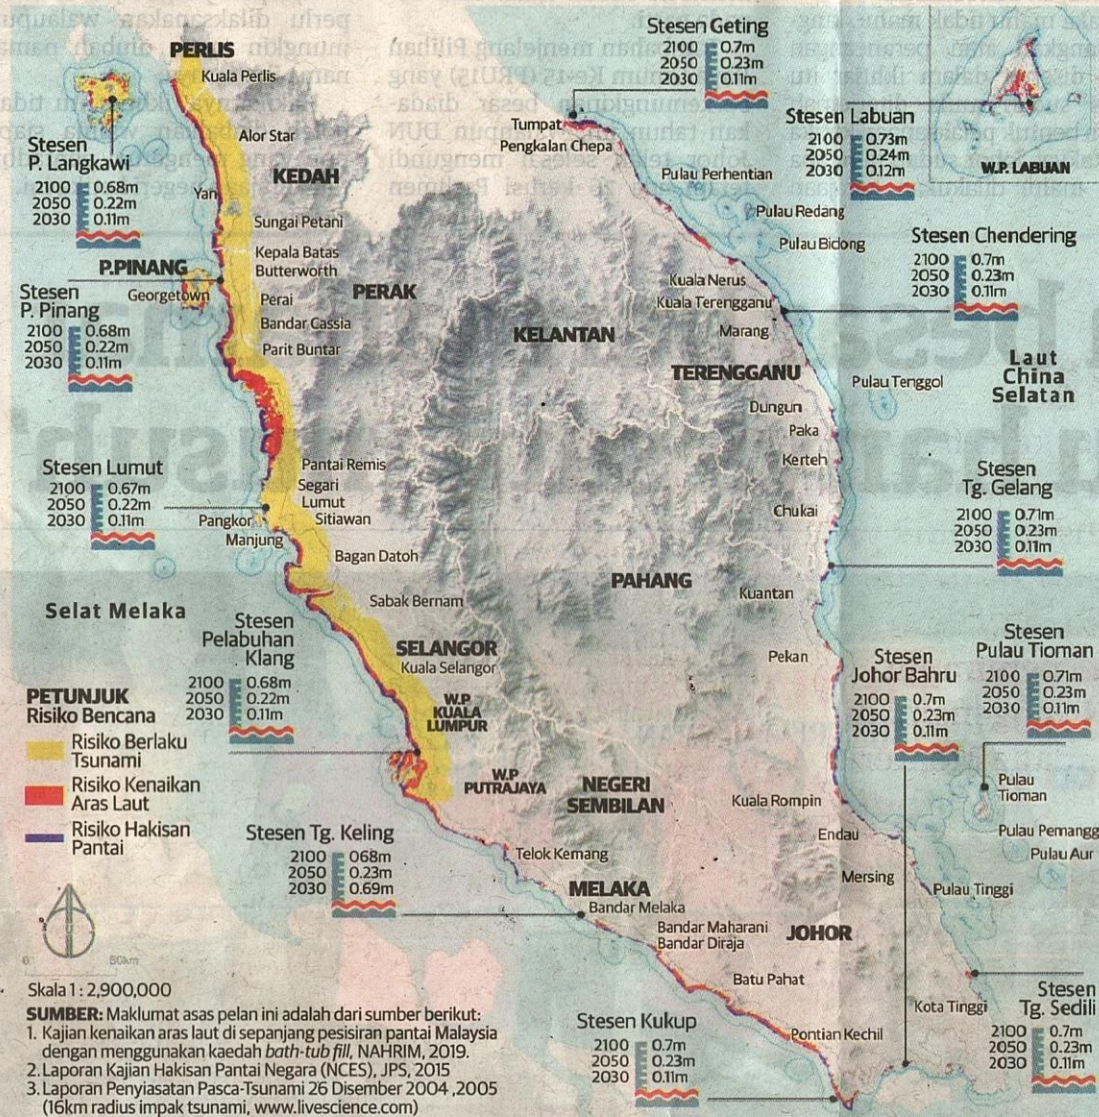 PERLIS
Kuala Perlis
Stesen
P. Langkawi
2100 0.68m
2050 0.22m
2030 0.11m
Alor Star
KEDAH
Yan
Sungai Petani
Kepala Batas
Butterworth
P.PINANG
Georgetown
Perai
Bandar Cassia
Parit Buntar
PERAK
Stesen
P. Pinang
2100 0.68m
2050 0.22m
2030 0.11m
Stesen Geting
2100 0.7m
2050 0.23m
2030 0.11m
Tumpat
Pengkalan Chepa
Stesen Labuan
2100 0.73m
2050 0.24m
2030 0.12m
W.P. LABUAN
Pulau Perhentian
Pulau Redang
Pulau Bidong
Stesen Chendering
2100 0.7m
2050 0.23m
2030 0.11m
Kuala Nerus
Kuala Terengganu
Marang
KELANTAN
TERENGGANU
Laut
China
Selatan
Pulau Tenggol
Dungun
Paka
Kerteh
Chukai
Stesen Lumut
2100 0.67m
2050 0.22m
2030 0.11m
Pantai Remis
Segari
Lumut
Sitiawan
Pangkor
Manjung
Bagan Datoh
Stesen
Tg. Gelang
2100 0.71m
2050 0.23m
2030 0.11m
PAHANG
Kuantan
Pekan
Selat Melaka
Sabak Bernam
SELANGOR
Kuala Selangor
Stesen
Pelabuhan
Klang
2100 0.68m
2050 0.22m
2030 0.11m
W.P
KUALA
LUMPUR
W.P
PUTRAJAYA
NEGERI
SEMBILAN
Stesen
Johor Bahru
2100 0.7m
2050 0.23m
2030 0.11m
Stesen
Pulau Tioman
2100 0.71m
2050 0.23m
2030 0.11m
Pulau
Tioman
Pulau Pemangg
Pulau Aur
Pulau Tinggi
Kuala Rompin
Endau
Mersing
PETUNJUK
Risiko Bencana
Risiko Berlaku
Tsunami
Risiko Kenaikan
Aras Laut
Risiko Hakisan
Pantai
Stesen Tg. Keling
2100 068m
2050 0.23m
2030 0.69m
Telok Kemang
MELAKA
Bandar Melaka
Bandar Maharani
Bandar Diraja
JOHOR
Batu Pahat
Pontian Kechil
Kota Tinggi
Stesen
Tg. Sedili
2100 0.7m
2050 0.23m
2030 0.11m
Stesen Kukup
2100 0.7m
2050 0.23m
2030 0.11m
Skala 1 : 2,900,000
SUMBER: Maklumat asas pelan ini adalah dari sumber berikut:
1. Kajian kenaikan aras laut di sepanjang pesisiran pantai Malaysia
dengan menggunakan kaedah bath-tub fill, NAHRIM, 2019.
2. Laporan Kajian Hakisan Pantai Negara (NCES), JPS, 2015
3. Laporan Penyiasatan Pasca-Tsunami 26 Disember 2004 ,2005
(16km radius impak tsunami, www.livescience.com)